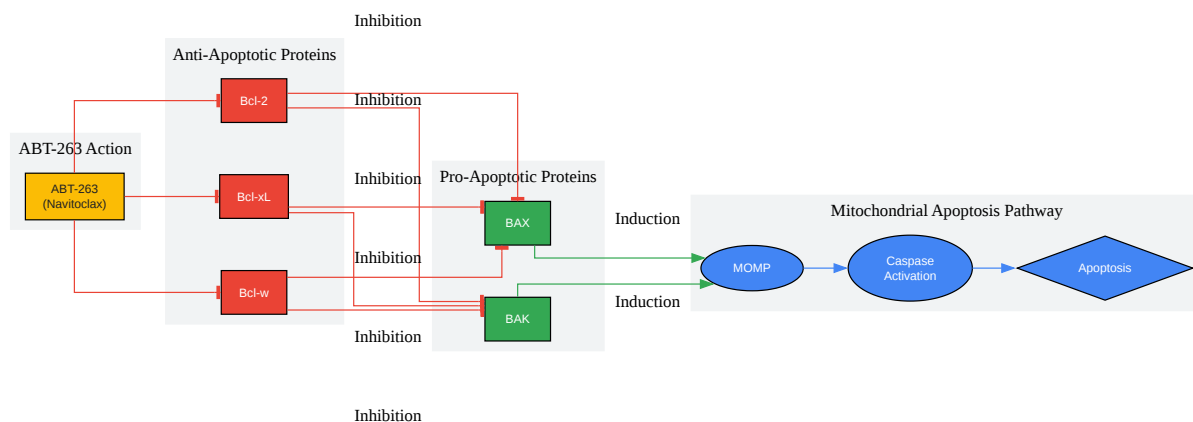 Inhibition
Anti-Apoptotic Proteins
Bcl-2
Inhibition
ABT-263 Action
ABT-263
(Navitoclax)
Bcl-xL
Inhibition
Pro-Apoptotic Proteins
BAX
Induction
Mitochondrial Apoptosis Pathway
MOMP
Caspase
Activation
Apoptosis
Inhibition
Bcl-w
Induction
BAK
Inhibition
Inhibition